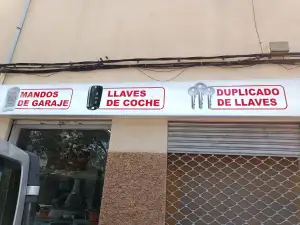 MANDOS
DE GARAJE
LLAVES
DE COCHE
DUPLICADO
DE LLAVES